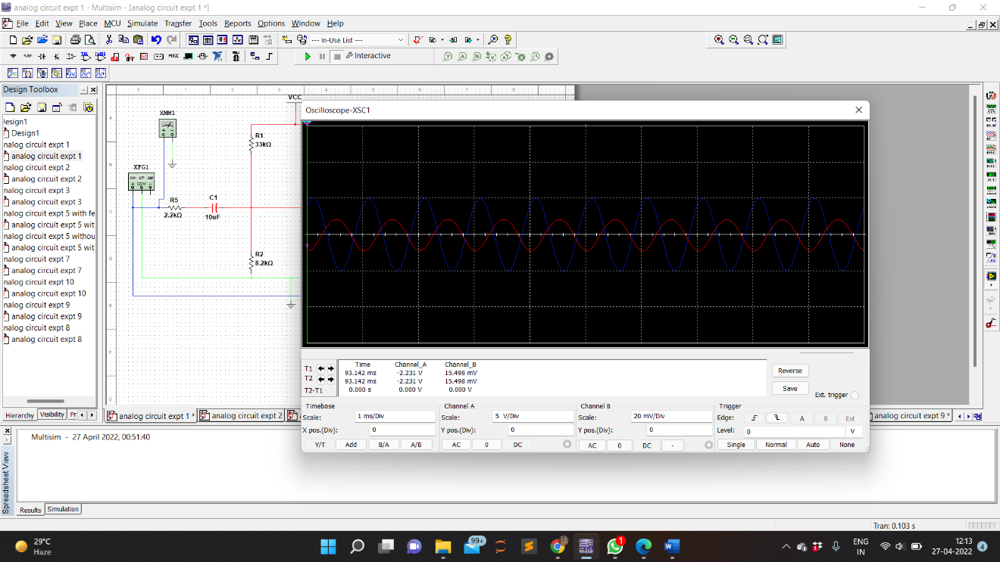 analog circuit expt 1 - Multisim - [analog circuit expt 1 *]
File Edit View Place MCU Simulate Transfer Tools Reports Options Window Help
--- In-Use List ---
MISC Interactive
Design Toolbox
Design1
nalog circuit expt 1
analog circuit expt 1
nalog circuit expt 2
analog circuit expt 2
nalog circuit expt 3
analog circuit expt 3
nalog circuit expt 5 with fe
analog circuit expt 5 wit
nalog circuit expt 5 withou
analog circuit expt 5 wit
nalog circuit expt 7
analog circuit expt 7
nalog circuit expt 10
analog circuit expt 10
nalog circuit expt 9
analog circuit expt 9
nalog circuit expt 8
analog circuit expt 8
Hierarchy Visibility Pr
0 1 2 3 4 5 6 7 8
A
B
C
D
E
F
G
VCC
XMM1
R1
33kΩ
XFG1
COM
R5
2.2kΩ
C1
10uF
R2
8.2kΩ
Oscilloscope-XSC1
Time Channel_A Channel_B
T1 93.142 ms -2.231 V 15.498 mV
T2 93.142 ms -2.231 V 15.498 mV
T2-T1 0.000 s 0.000 V 0.000 V
Reverse
Save
Ext. trigger
Timebase Channel A Channel B Trigger
Scale: 1 ms/Div Scale: 5 V/Div Scale: 20 mV/Div Edge: A B Ext
X pos.(Div): 0 Y pos.(Div): 0 Y pos.(Div): 0 Level: 0 V
Y/T Add B/A A/B AC 0 DC AC 0 DC - Single Normal Auto None
analog circuit expt 1 * analog circuit expt 2 analog circuit expt 9 *
Multisim - 27 April 2022, 00:51:40
Spreadsheet View
Results Simulation
Tran: 0.103 s
29°C
Haze
99+
1
ENG
IN
12:13
27-04-2022
4